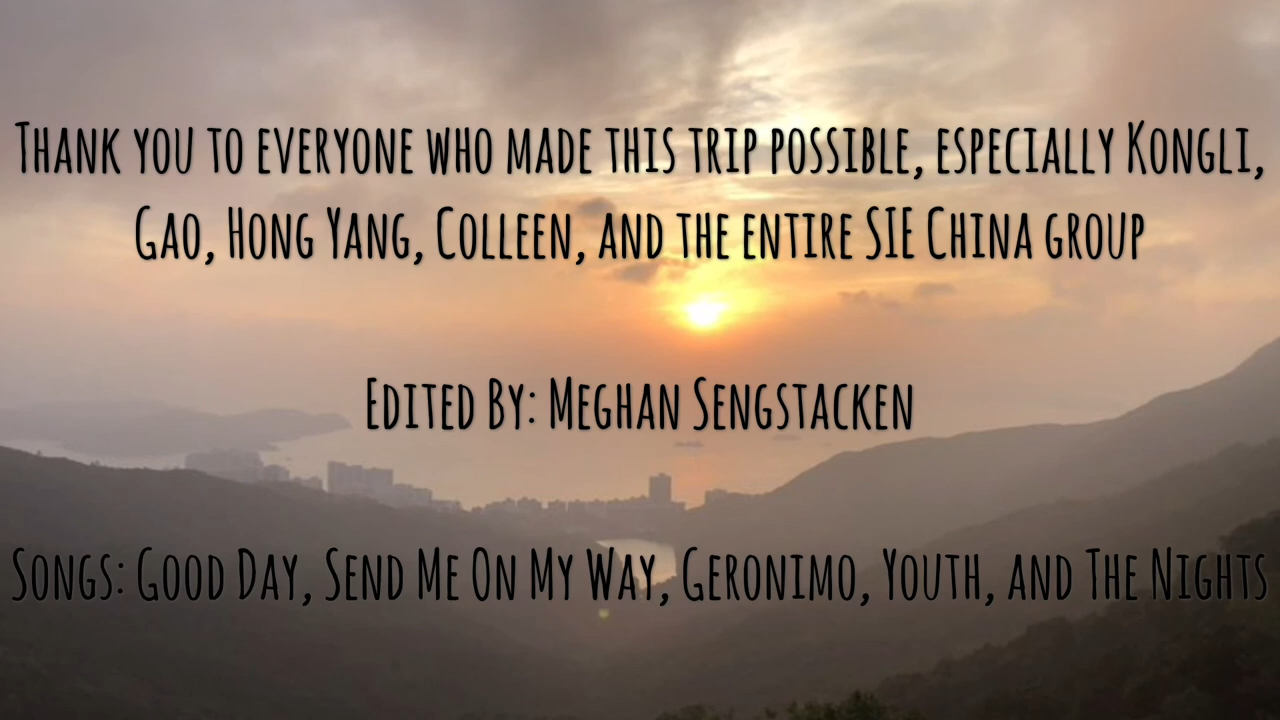 Thank you to everyone who made this trip possible, especially Kongli,
Gao, Hong Yang, Colleen, and the entire SIE China group
Edited By: Meghan Sengstacken
Songs: Good Day, Send Me On My Way, Geronimo, Youth, and The Nights